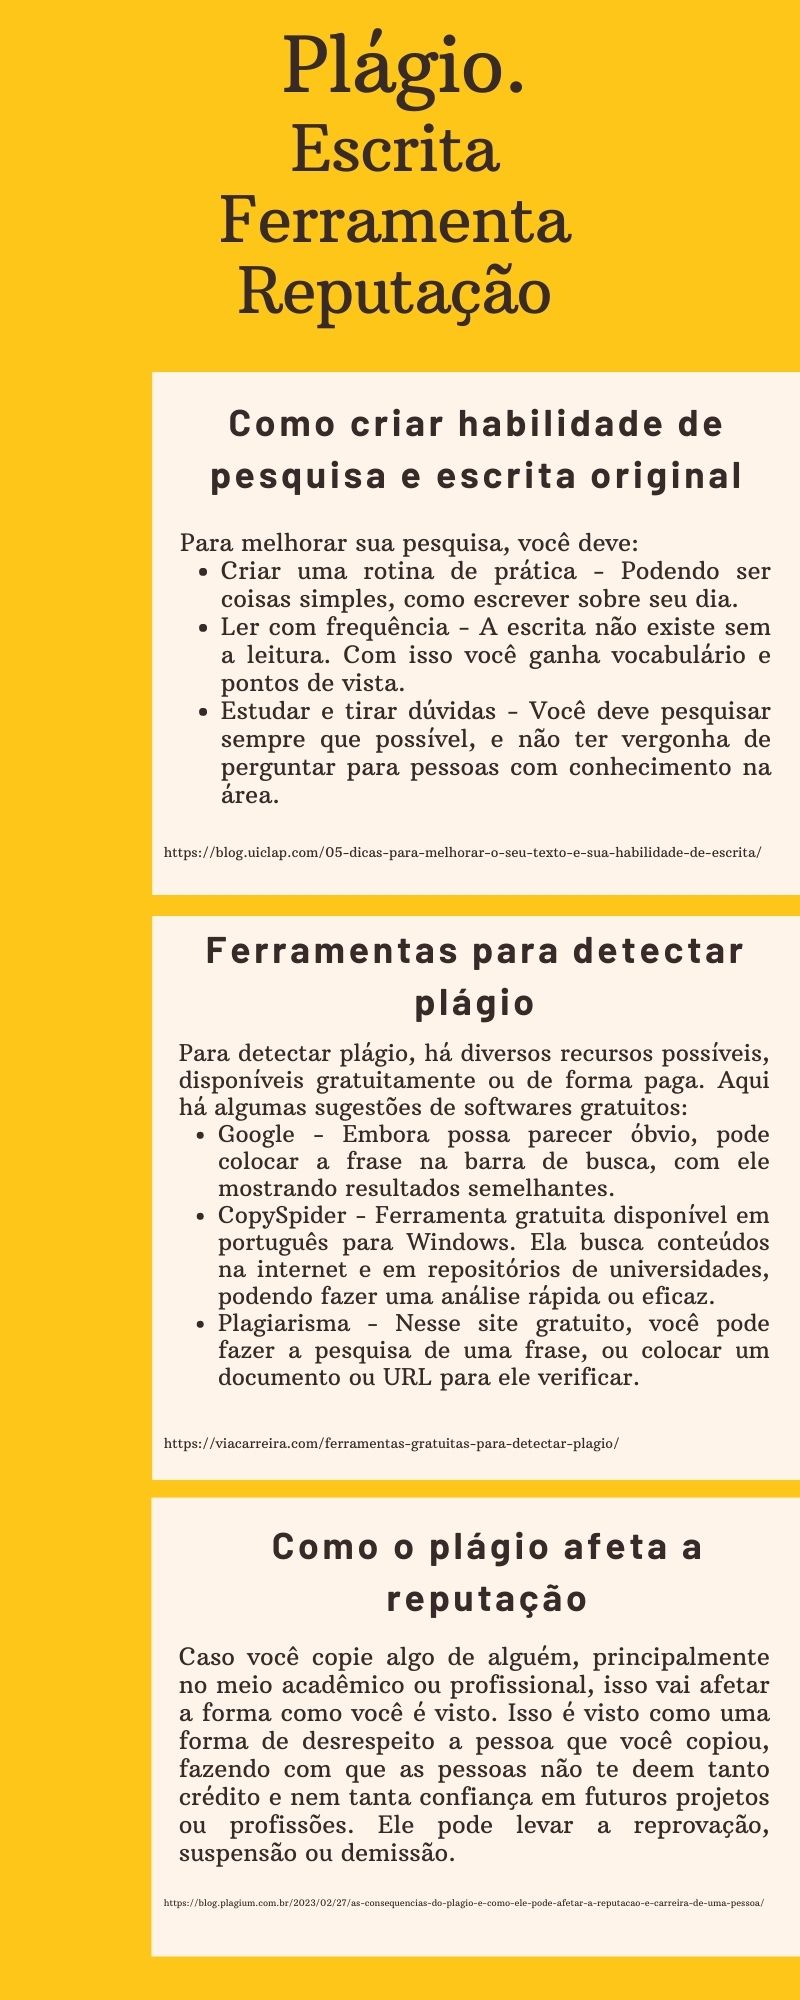 Plágio.
Escrita
Ferramenta
Reputação
Como criar habilidade de
pesquisa e escrita original
Para melhorar sua pesquisa, você deve:
• Criar uma rotina de prática - Podendo ser
coisas simples, como escrever sobre seu dia.
• Ler com frequência - A escrita não existe sem
a leitura. Com isso você ganha vocabulário e
pontos de vista.
• Estudar e tirar dúvidas - Você deve pesquisar
sempre que possível, e não ter vergonha de
perguntar para pessoas com conhecimento na
área.
https://blog.uiclap.com/05-dicas-para-melhorar-o-seu-texto-e-sua-habilidade-de-escrita/
Ferramentas para detectar
plágio
Para detectar plágio, há diversos recursos possíveis,
disponíveis gratuitamente ou de forma paga. Aqui
há algumas sugestões de softwares gratuitos:
• Google - Embora possa parecer óbvio, pode
colocar a frase na barra de busca, com ele
mostrando resultados semelhantes.
• CopySpider - Ferramenta gratuita disponível em
português para Windows. Ela busca conteúdos
na internet e em repositórios de universidades,
podendo fazer uma análise rápida ou eficaz.
• Plagiarisma - Nesse site gratuito, você pode
fazer a pesquisa de uma frase, ou colocar um
documento ou URL para ele verificar.
https://viacarreira.com/ferramentas-gratuitas-para-detectar-plagio/
Como o plágio afeta a
reputação
Caso você copie algo de alguém, principalmente
no meio acadêmico ou profissional, isso vai afetar
a forma como você é visto. Isso é visto como uma
forma de desrespeito a pessoa que você copiou,
fazendo com que as pessoas não te deem tanto
crédito e nem tanta confiança em futuros projetos
ou profissões. Ele pode levar a reprovação,
suspensão ou demissão.
https://blog.plagium.com.br/2023/02/27/as-consequencias-do-plagio-e-como-ele-pode-afetar-a-reputacao-e-carreira-de-uma-pessoa/